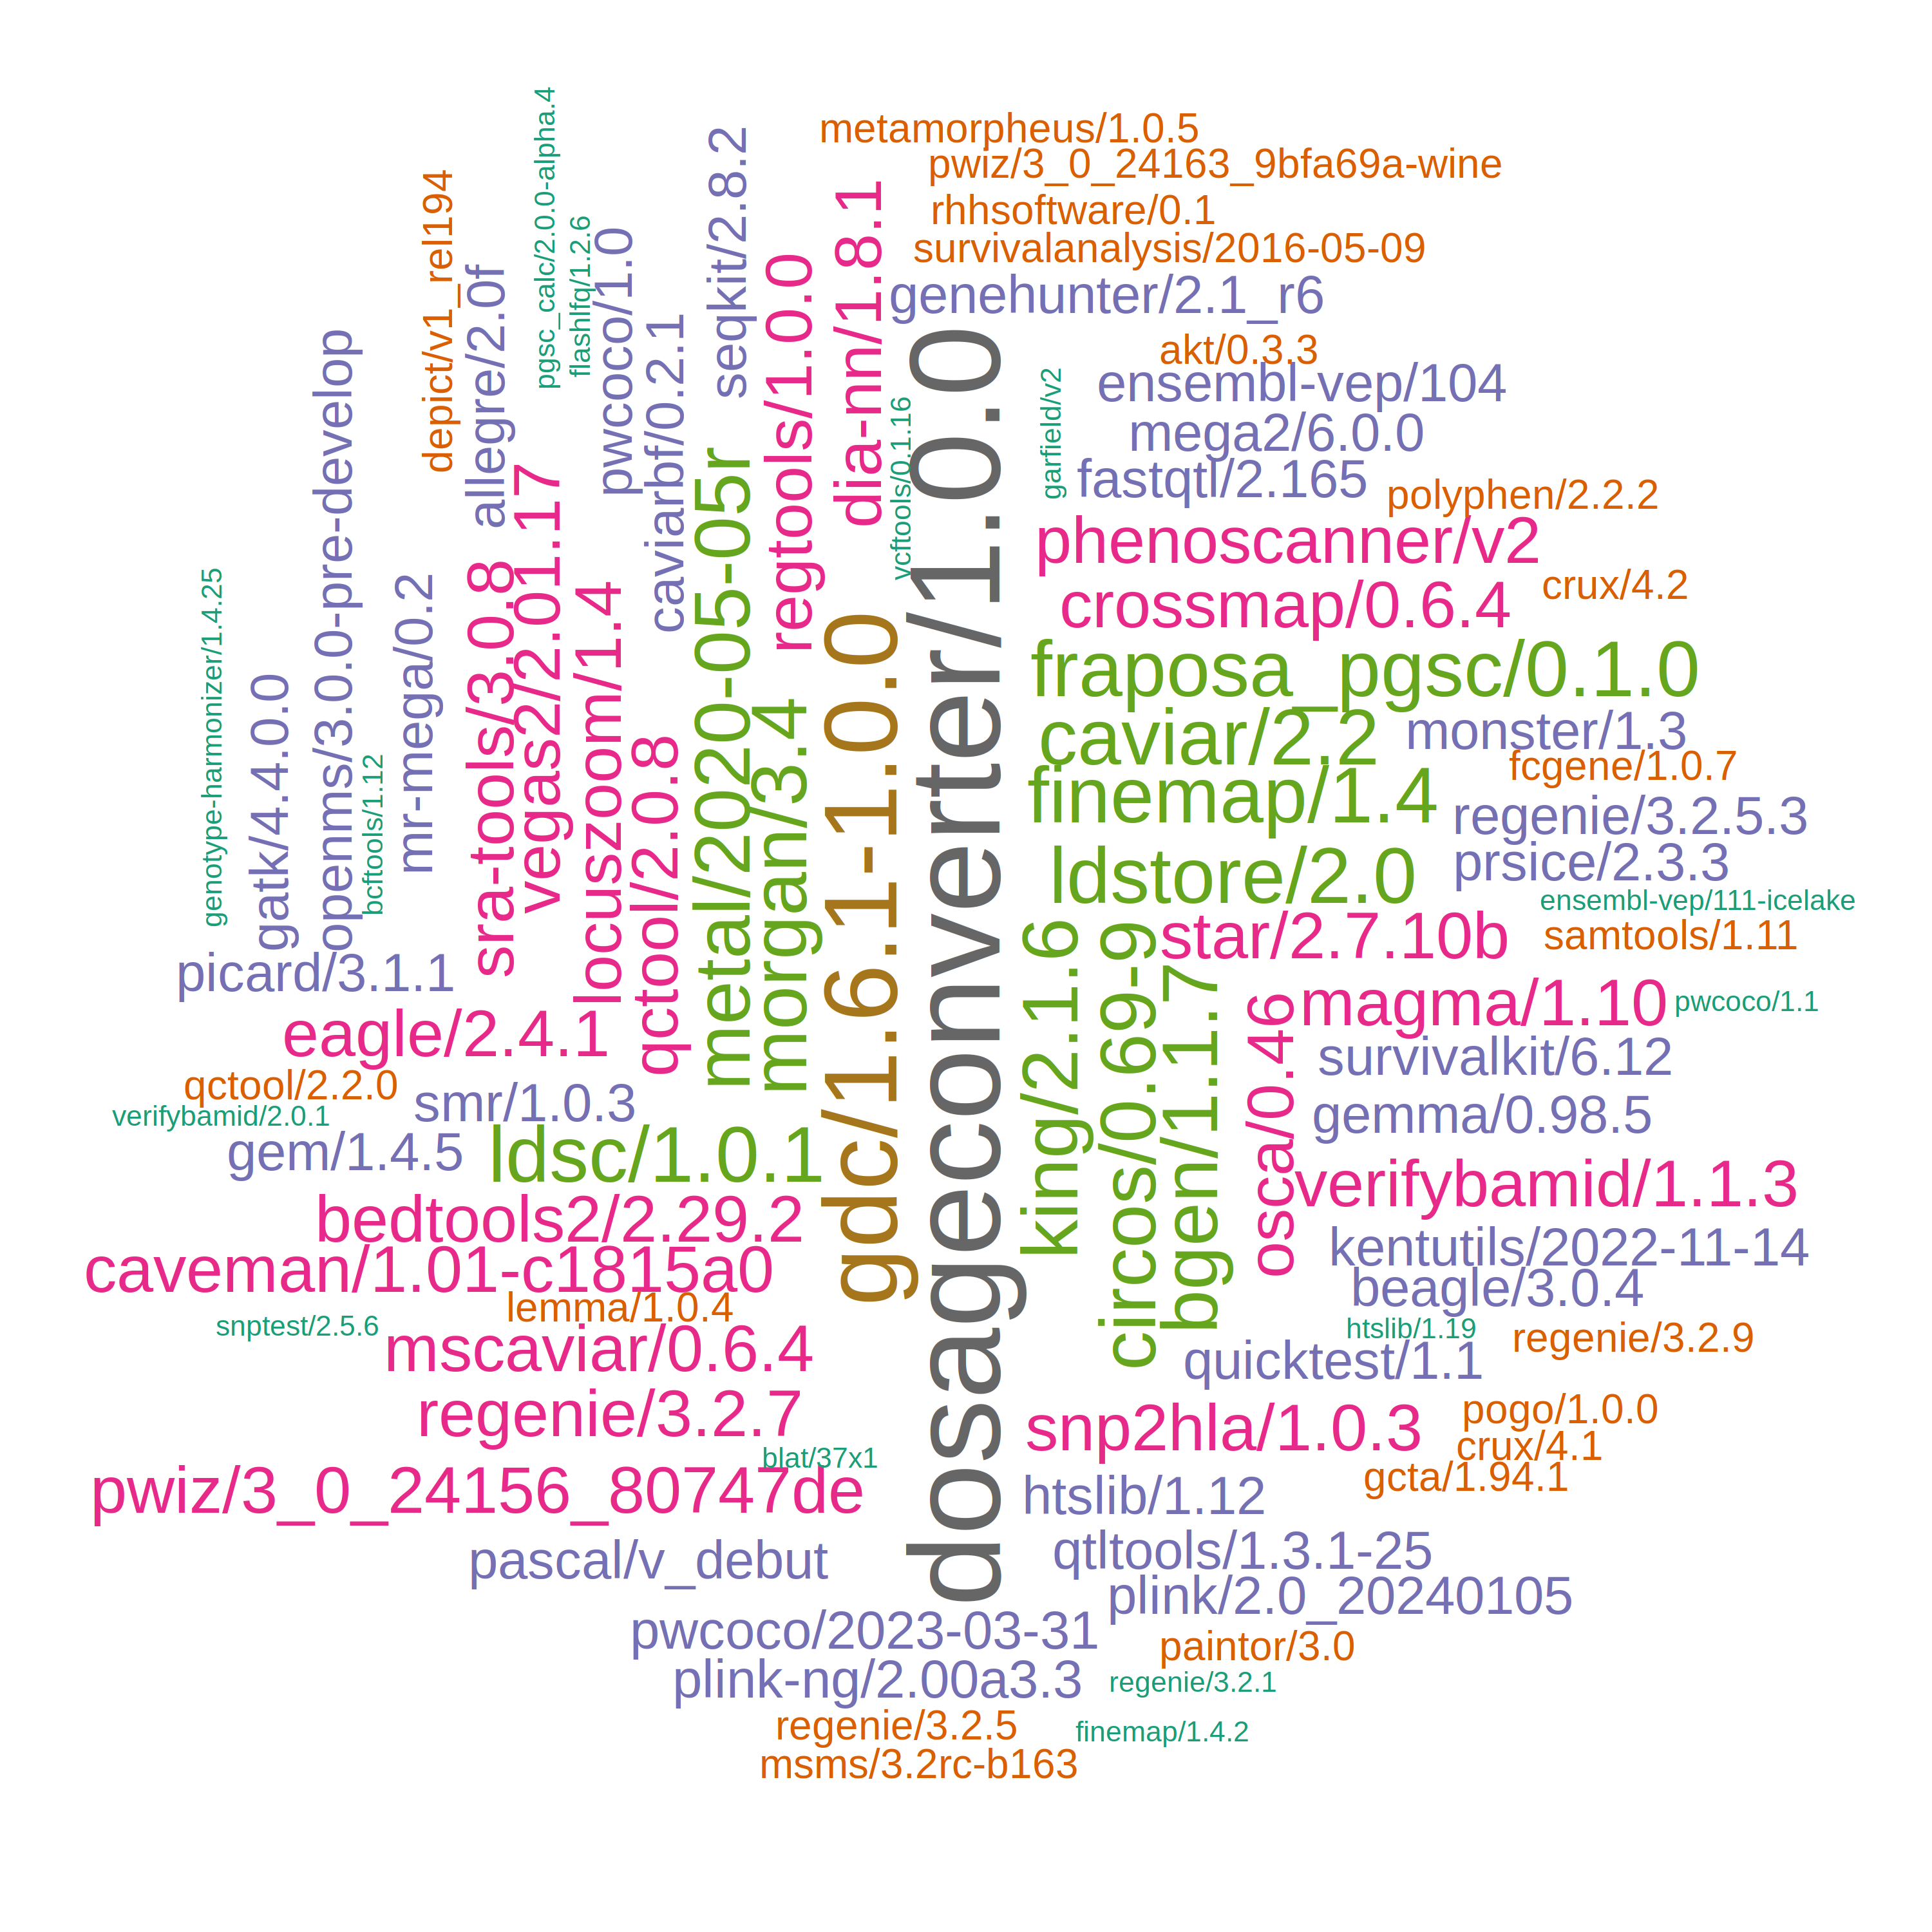 metamorpheus/1.0.5
pwiz/3_0_24163_9bfa69a-wine
rhhsoftware/0.1
survivalanalysis/2016-05-09
genehunter/2.1_r6
akt/0.3.3
ensembl-vep/104
mega2/6.0.0
fastqtl/2.165
polyphen/2.2.2
phenoscanner/v2
crux/4.2
crossmap/0.6.4
fraposa_pgsc/0.1.0
caviar/2.2
monster/1.3
fcgene/1.0.7
finemap/1.4
regenie/3.2.5.3
ldstore/2.0
prsice/2.3.3
ensembl-vep/111-icelake
star/2.7.10b
samtools/1.11
magma/1.10
pwcoco/1.1
survivalkit/6.12
gemma/0.98.5
verifybamid/1.1.3
kentutils/2022-11-14
beagle/3.0.4
htslib/1.19
regenie/3.2.9
quicktest/1.1
snp2hla/1.0.3
pogo/1.0.0
crux/4.1
gcta/1.94.1
htslib/1.12
qtltools/1.3.1-25
plink/2.0_20240105
paintor/3.0
regenie/3.2.1
finemap/1.4.2
genotype-harmonizer/1.4.25
gatk/4.4.0.0
openms/3.0.0-pre-develop
bcftools/1.12
mr-mega/0.2
depict/v1_rel194
allegre/2.0f
sra-tools/3.0.8
vegas2/2.01.17
pgsc_calc/2.0.0-alpha.4
flashlfq/1.2.6
pwcoco/1.0
locuszoom/1.4
caviarbf/0.2.1
qctool/2.0.8
seqkit/2.8.2
metal/2020-05-05r
morgan/3.4
regtools/1.0.0
dia-nn/1.8.1
vcftools/0.1.16
gdc/1.6.1-1.0.0
dosageconverter/1.0.0
garfield/v2
king/2.1.6
circos/0.69-9
bgen/1.1.7
osca/0.46
picard/3.1.1
eagle/2.4.1
qctool/2.2.0
smr/1.0.3
verifybamid/2.0.1
gem/1.4.5
ldsc/1.0.1
bedtools2/2.29.2
caveman/1.01-c1815a0
lemma/1.0.4
snptest/2.5.6
mscaviar/0.6.4
regenie/3.2.7
blat/37x1
pwiz/3_0_24156_80747de
pascal/v_debut
pwcoco/2023-03-31
plink-ng/2.00a3.3
regenie/3.2.5
msms/3.2rc-b163